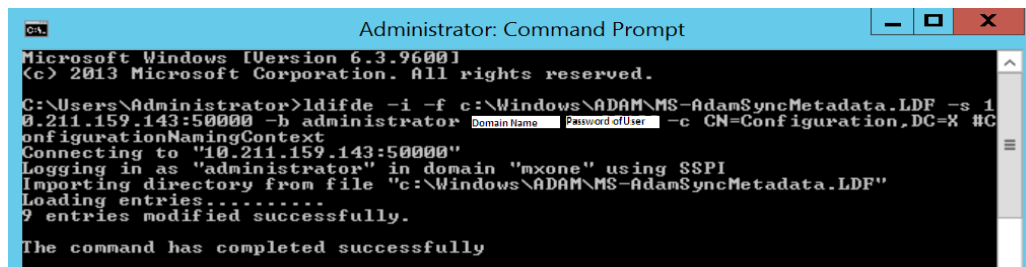 Administrator: Command Prompt
Microsoft Windows [Version 6.3.9600]
(c) 2013 Microsoft Corporation. All rights reserved.
C:\Users\Administrator>ldifde -i -f c:\Windows\ADAM\MS-AdamSyncMetadata.LDF -s 1
0.211.159.143:50000 -b administrator Domain Name Password of User -c CN=Configuration,DC=X #C
onfigurationNamingContext
Connecting to "10.211.159.143:50000"
Logging in as "administrator" in domain "mxone" using SSPI
Importing directory from file "c:\Windows\ADAM\MS-AdamSyncMetadata.LDF"
Loading entries..........
9 entries modified successfully.
The command has completed successfully